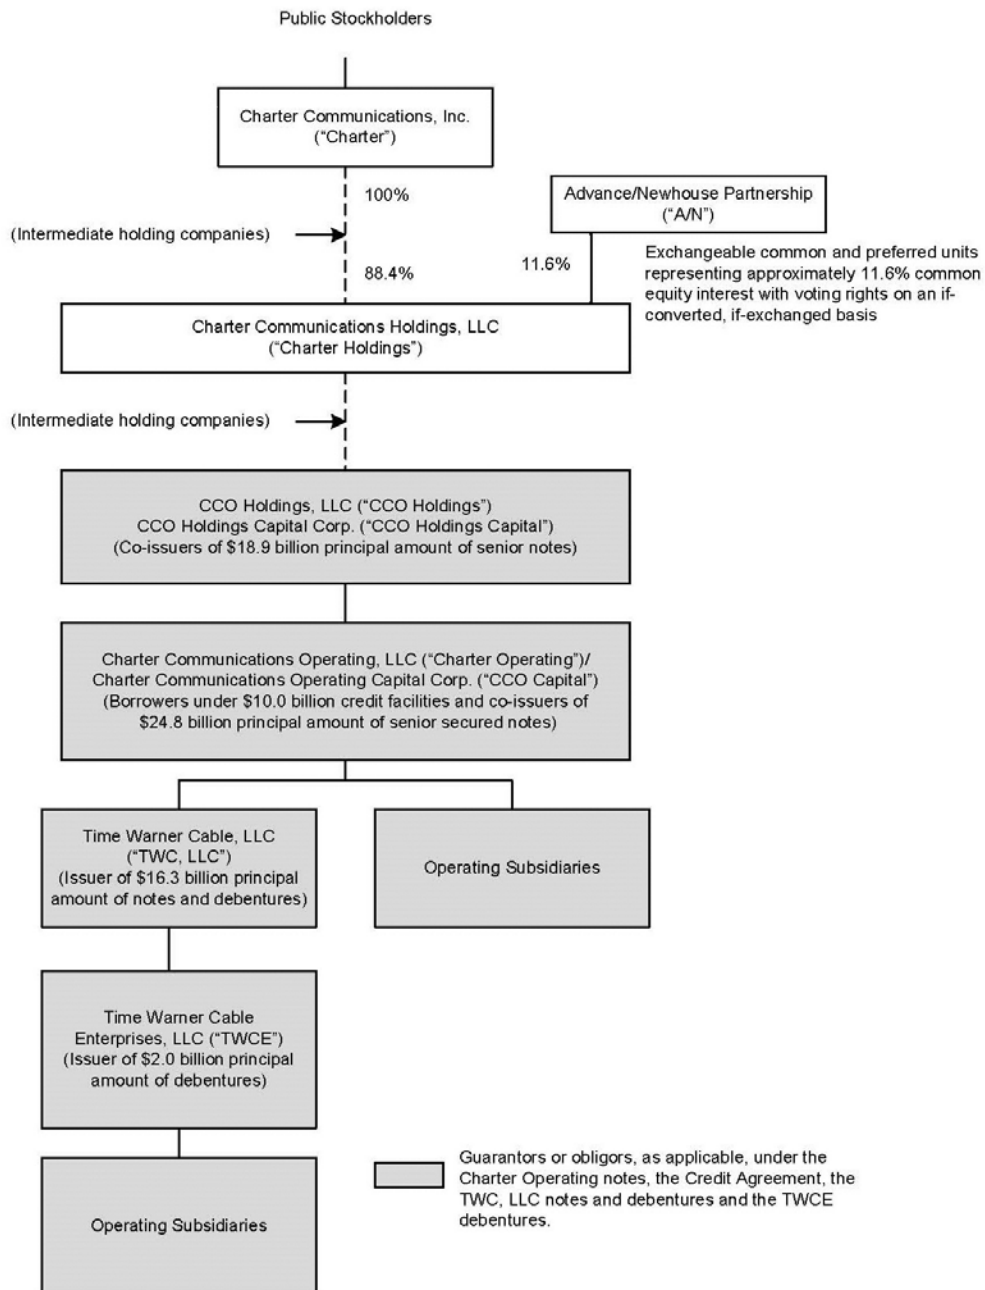 Public Stockholders
Charter Communications, Inc.
(“Charter”)
100%
Advance/Newhouse Partnership
(“A/N”)
(Intermediate holding companies)
88.4%
11.6%
Exchangeable common and preferred units
representing approximately 11.6% common
equity interest with voting rights on an if-
converted, if-exchanged basis
Charter Communications Holdings, LLC
(“Charter Holdings”)
(Intermediate holding companies)
CCO Holdings, LLC (“CCO Holdings”)
CCO Holdings Capital Corp. (“CCO Holdings Capital”)
(Co-issuers of $18.9 billion principal amount of senior notes)
Charter Communications Operating, LLC (“Charter Operating”)/
Charter Communications Operating Capital Corp. (“CCO Capital”)
(Borrowers under $10.0 billion credit facilities and co-issuers of
$24.8 billion principal amount of senior secured notes)
Time Warner Cable, LLC
(“TWC, LLC”)
(Issuer of $16.3 billion principal
amount of notes and debentures)
Operating Subsidiaries
Time Warner Cable
Enterprises, LLC (“TWCE”)
(Issuer of $2.0 billion principal
amount of debentures)
Operating Subsidiaries
Guarantors or obligors, as applicable, under the
Charter Operating notes, the Credit Agreement, the
TWC, LLC notes and debentures and the TWCE
debentures.